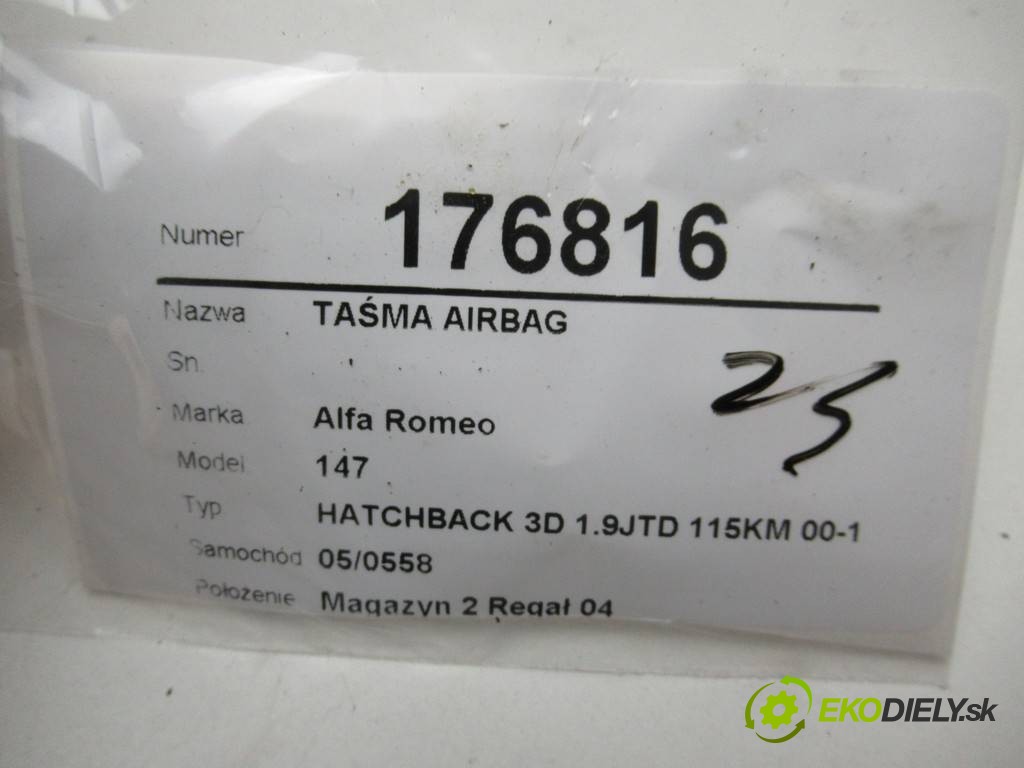 Numer 176816
Nazwa TAŚMA AIRBAG
Sn.
Marka Alfa Romeo
Model 147
Typ HATCHBACK 3D 1.9JTD 115KM 00-1
Samochód 05/0558
Położenie Magazyn 2 Regał 04
23
EKODIELY.sk